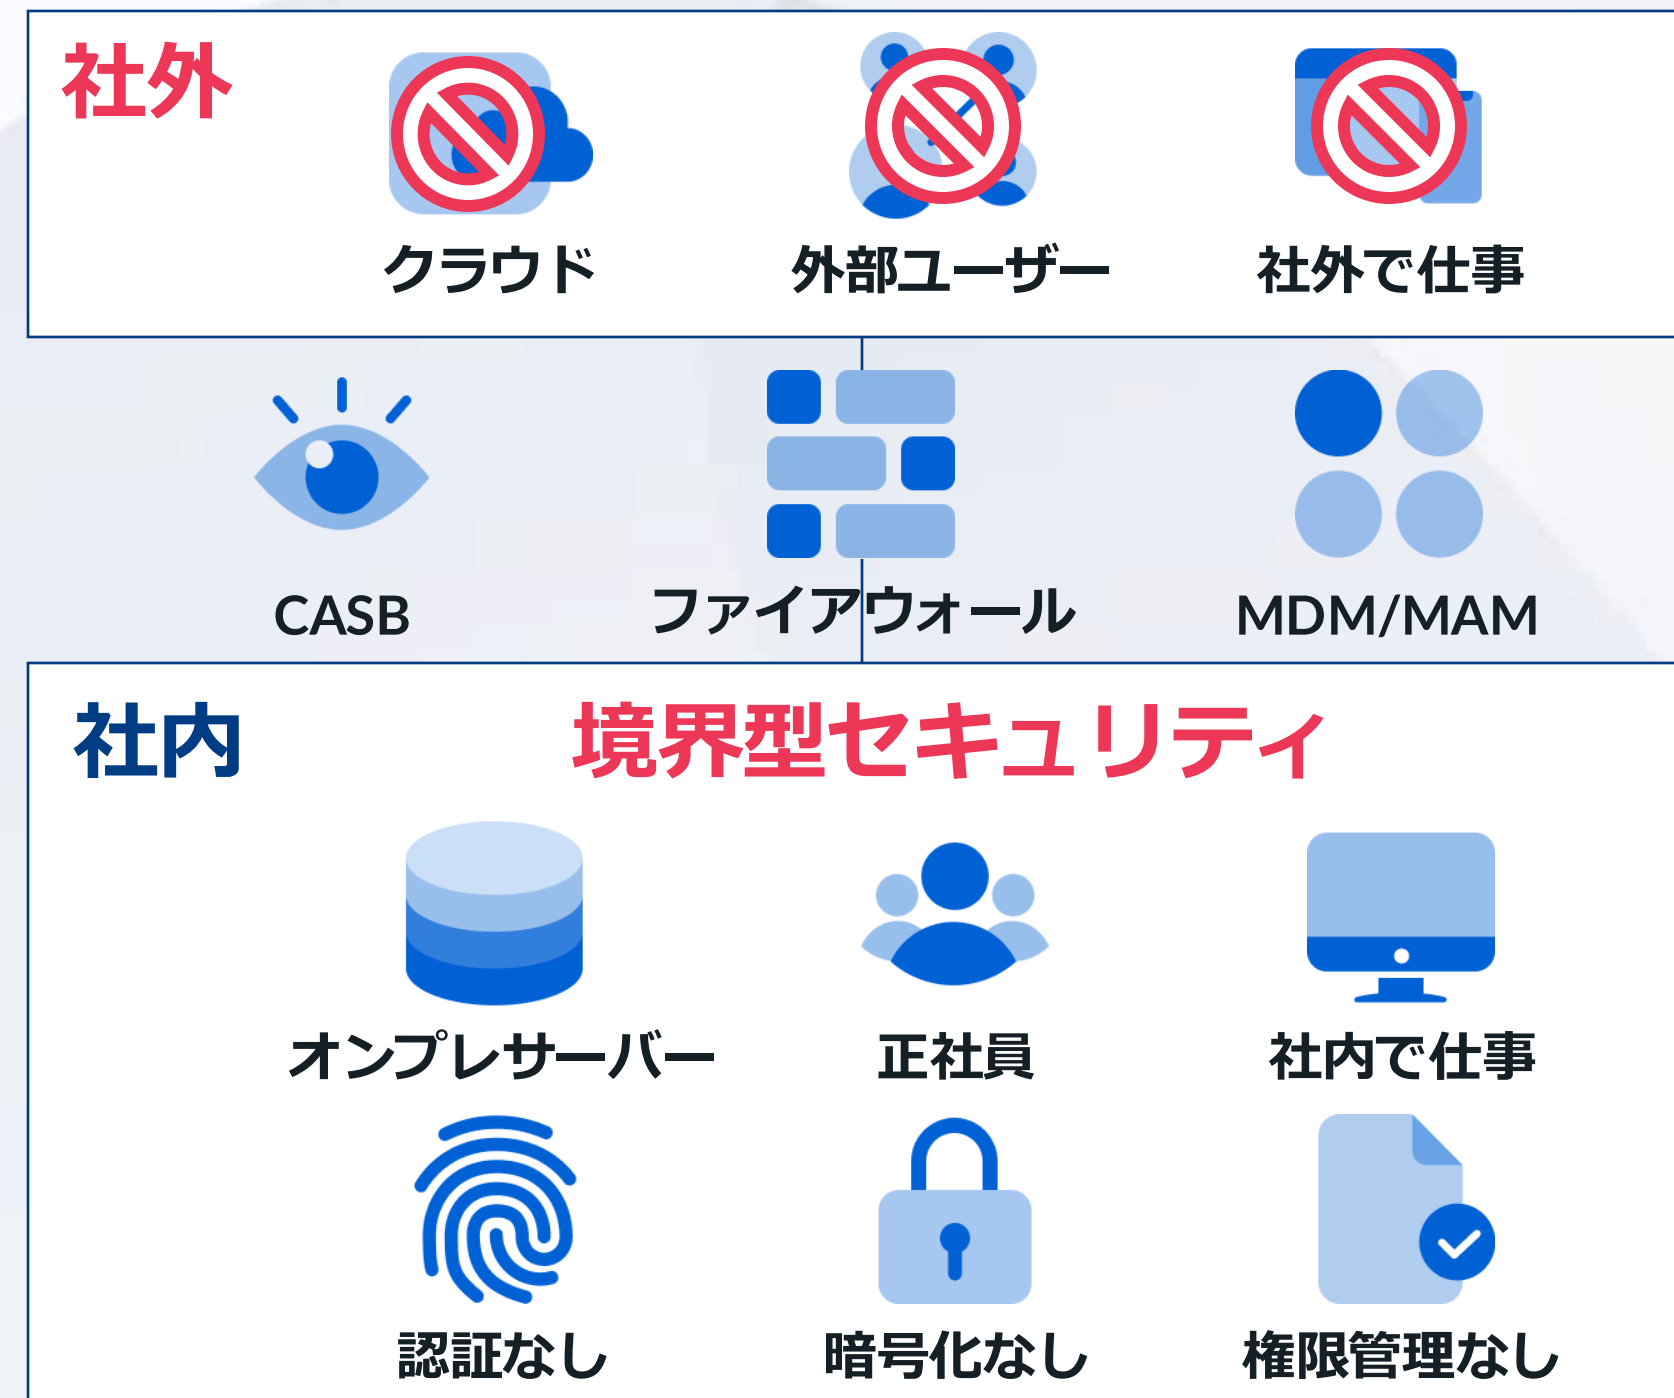 社外
クラウド
外部ユーザー
社外で仕事
CASB
ファイアウォール
MDM/MAM
社内
境界型セキュリティ
オンプレサーバー
正社員
社内で仕事
認証なし
暗号化なし
権限管理なし